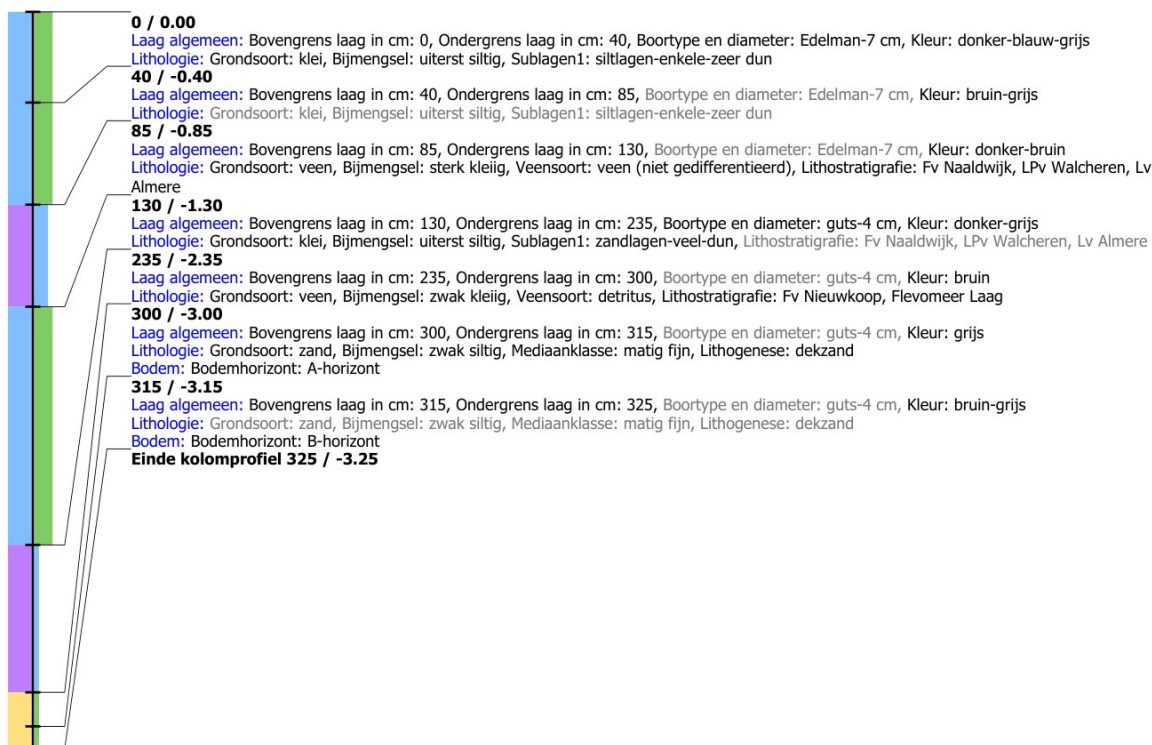 0 / 0.00
Laag algemeen: Bovengrens laag in cm: 0, Ondergrens laag in cm: 40, Boortype en diameter: Edelman-7 cm, Kleur: donker-blauw-grijs
Lithologie: Grondsoort: klei, Bijmengsel: uiterst siltig, Sublagen1: siltlagen-enkele-zeer dun
40 / -0.40
Laag algemeen: Bovengrens laag in cm: 40, Ondergrens laag in cm: 85, Boortype en diameter: Edelman-7 cm, Kleur: bruin-grijs
Lithologie: Grondsoort: klei, Bijmengsel: uiterst siltig, Sublagen1: siltlagen-enkele-zeer dun
85 / -0.85
Laag algemeen: Bovengrens laag in cm: 85, Ondergrens laag in cm: 130, Boortype en diameter: Edelman-7 cm, Kleur: donker-bruin
Lithologie: Grondsoort: veen, Bijmengsel: sterk kleiig, Veensoort: veen (niet gedifferentieerd), Lithostratigrafie: Fv Naaldwijk, LPv Walcheren, Lv
Almere
130 / -1.30
Laag algemeen: Bovengrens laag in cm: 130, Ondergrens laag in cm: 235, Boortype en diameter: guts-4 cm, Kleur: donker-grijs
Lithologie: Grondsoort: klei, Bijmengsel: uiterst siltig, Sublagen1: zandlagen-veel-dun, Lithostratigrafie: Fv Naaldwijk, LPv Walcheren, Lv Almere
235 / -2.35
Laag algemeen: Bovengrens laag in cm: 235, Ondergrens laag in cm: 300, Boortype en diameter: guts-4 cm, Kleur: bruin
Lithologie: Grondsoort: veen, Bijmengsel: zwak kleiig, Veensoort: detritus, Lithostratigrafie: Fv Nieuwkoop, Flevomeer Laag
300 / -3.00
Laag algemeen: Bovengrens laag in cm: 300, Ondergrens laag in cm: 315, Boortype en diameter: guts-4 cm, Kleur: grijs
Lithologie: Grondsoort: zand, Bijmengsel: zwak siltig, Mediaanklasse: matig fijn, Lithogenese: dekzand
Bodem: Bodemhorizont: A-horizont
315 / -3.15
Laag algemeen: Bovengrens laag in cm: 315, Ondergrens laag in cm: 325, Boortype en diameter: guts-4 cm, Kleur: bruin-grijs
Lithologie: Grondsoort: zand, Bijmengsel: zwak siltig, Mediaanklasse: matig fijn, Lithogenese: dekzand
Bodem: Bodemhorizont: B-horizont
Einde kolomprofiel 325 / -3.25